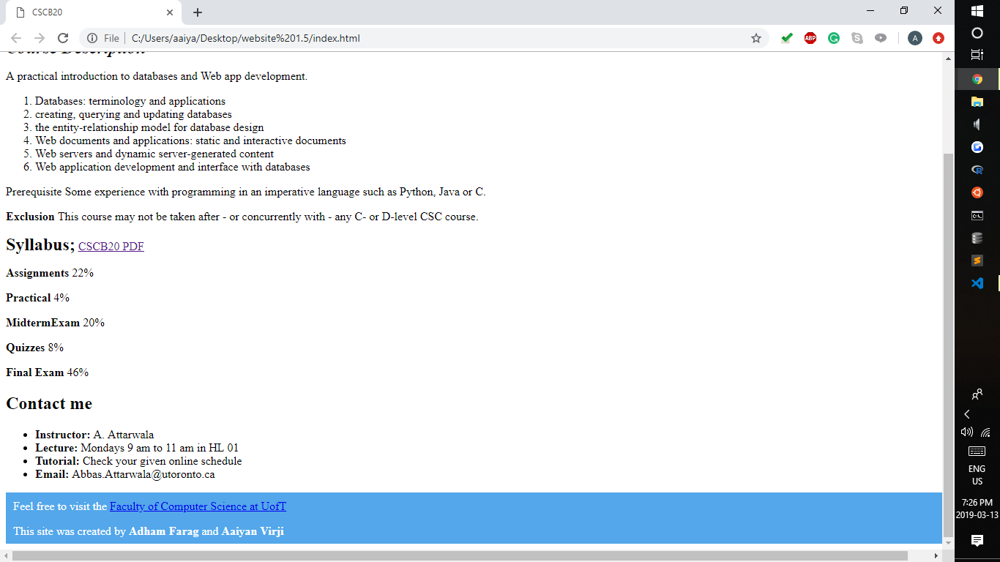 CSCB20
File
C:/Users/aaiya/Desktop/website%201.5/index.html
ABP
A
Course Description
A practical introduction to databases and Web app development.
1. Databases: terminology and applications
2. creating, querying and updating databases
3. the entity-relationship model for database design
4. Web documents and applications: static and interactive documents
5. Web servers and dynamic server-generated content
6. Web application development and interface with databases
Prerequisite Some experience with programming in an imperative language such as Python, Java or C.
Exclusion This course may not be taken after - or concurrently with - any C- or D-level CSC course.
Syllabus; CSCB20 PDF
Assignments 22%
Practical 4%
MidtermExam 20%
Quizzes 8%
Final Exam 46%
Contact me
Instructor: A. Attarwala
Lecture: Mondays 9 am to 11 am in HL 01
Tutorial: Check your given online schedule
Email: Abbas.Attarwala@utoronto.ca
Feel free to visit the Faculty of Computer Science at UofT
This site was created by Adham Farag and Aaiyan Virji
ENG
US
7:26 PM
2019-03-13